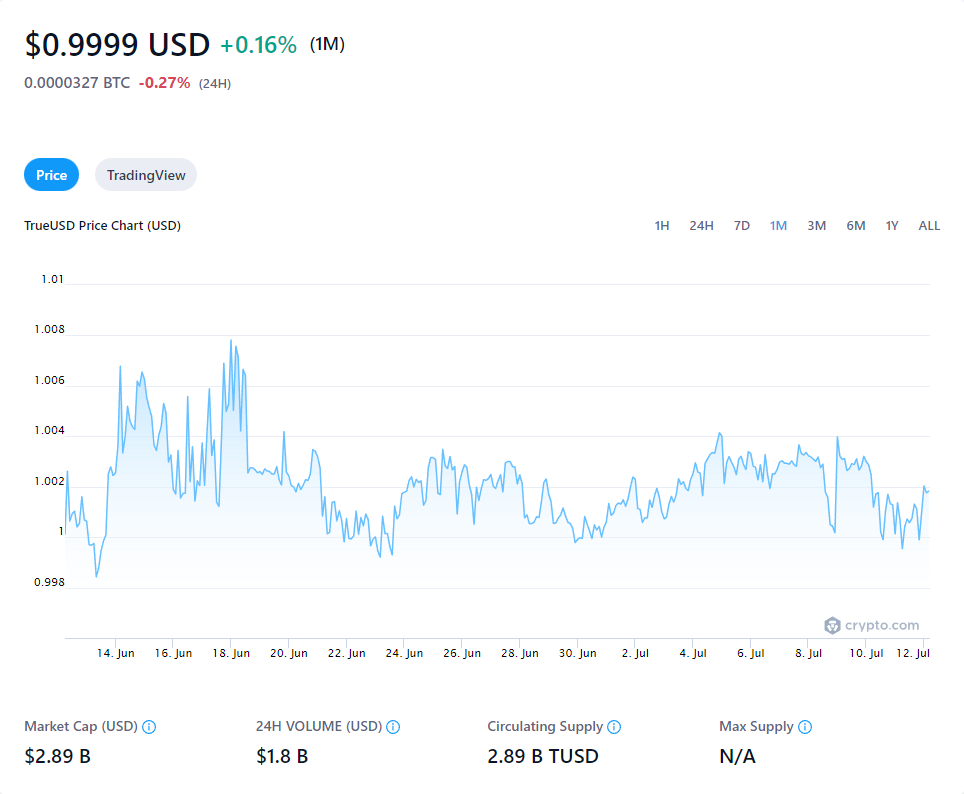 $0.9999 USD +0.16% (1M)
0.0000327 BTC -0.27% (24H)
Price TradingView
TrueUSD Price Chart (USD) 1H 24H 7D 1M 3M 6M 1Y ALL
1.01
1.008
1.006
1.004
1.002
1
0.998
crypto.com
14. Jun 16. Jun 18. Jun 20. Jun 22. Jun 24. Jun 26. Jun 28. Jun 30. Jun 2. Jul 4. Jul 6. Jul 8. Jul 10. Jul 12. Jul
Market Cap (USD) 24H VOLUME (USD) Circulating Supply Max Supply
$2.89 B $1.8 B 2.89 B TUSD N/A